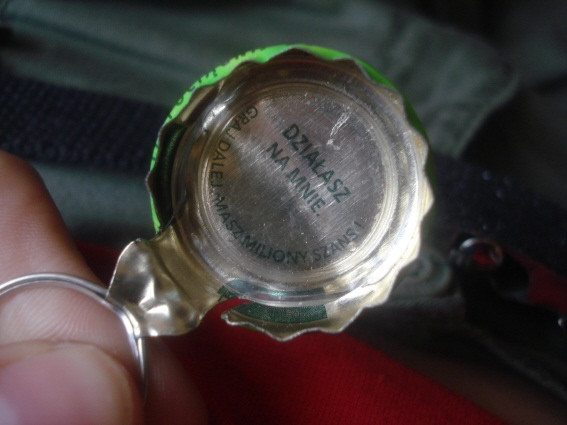 DZIAŁASZ
NA MNIE.
GRAJ DALEJ. MASZ MILIONY SZANS!